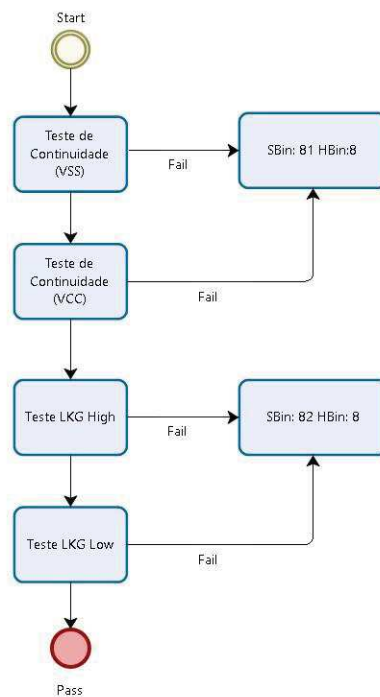 Start
Teste de
Continuidade
(VSS)
Fail
SBin: 81 HBin:8
Teste de
Continuidade
(VCC)
Fail
Teste LKG High
Fail
SBin: 82 HBin: 8
Teste LKG Low
Fail
Pass